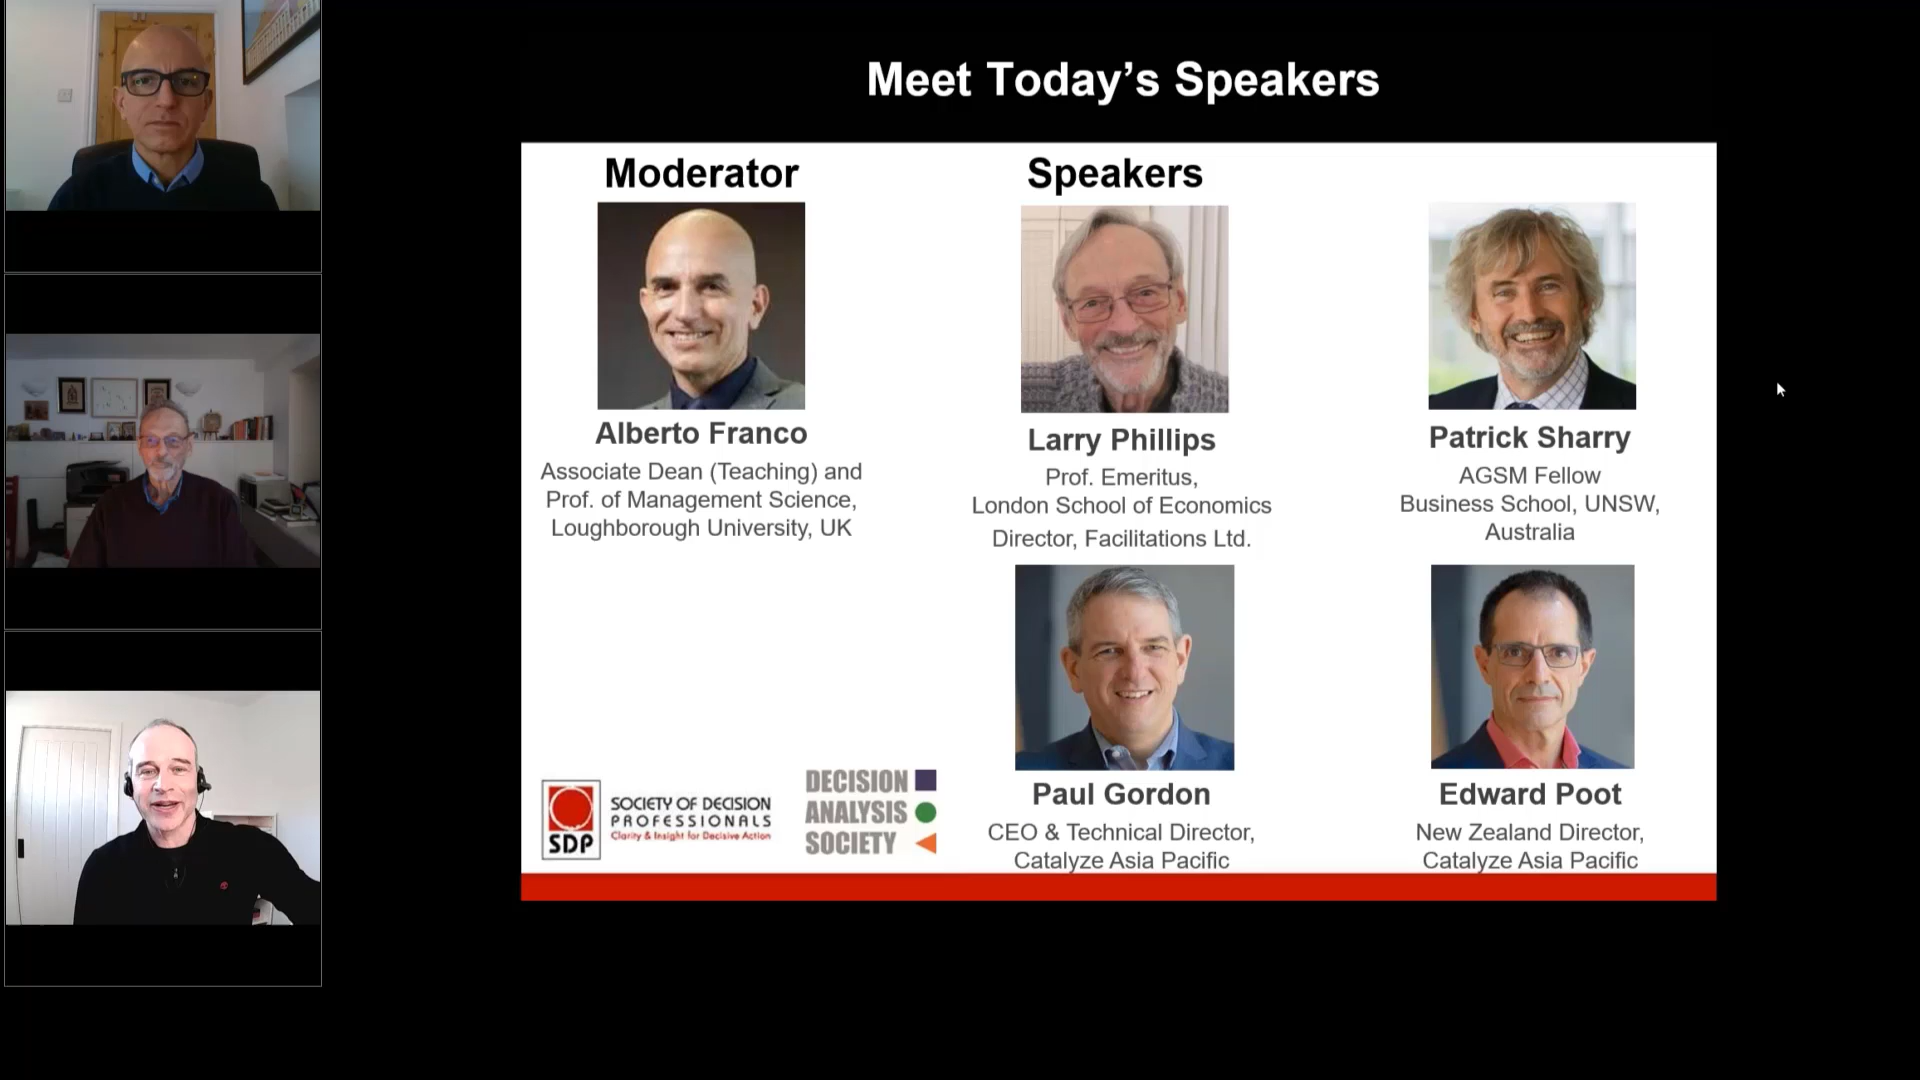 Meet Today's Speakers
Moderator
Alberto Franco
Associate Dean (Teaching) and
Prof. of Management Science,
Loughborough University, UK
Speakers
Larry Phillips
Prof. Emeritus,
London School of Economics
Director, Facilitations Ltd.
Patrick Sharry
AGSM Fellow
Business School, UNSW,
Australia
Paul Gordon
CEO & Technical Director,
Catalyze Asia Pacific
Edward Poot
New Zealand Director,
Catalyze Asia Pacific
SDP
SOCIETY OF DECISION
PROFESSIONALS
Clarity & Insight for Decisive Action
DECISION
ANALYSIS
SOCIETY